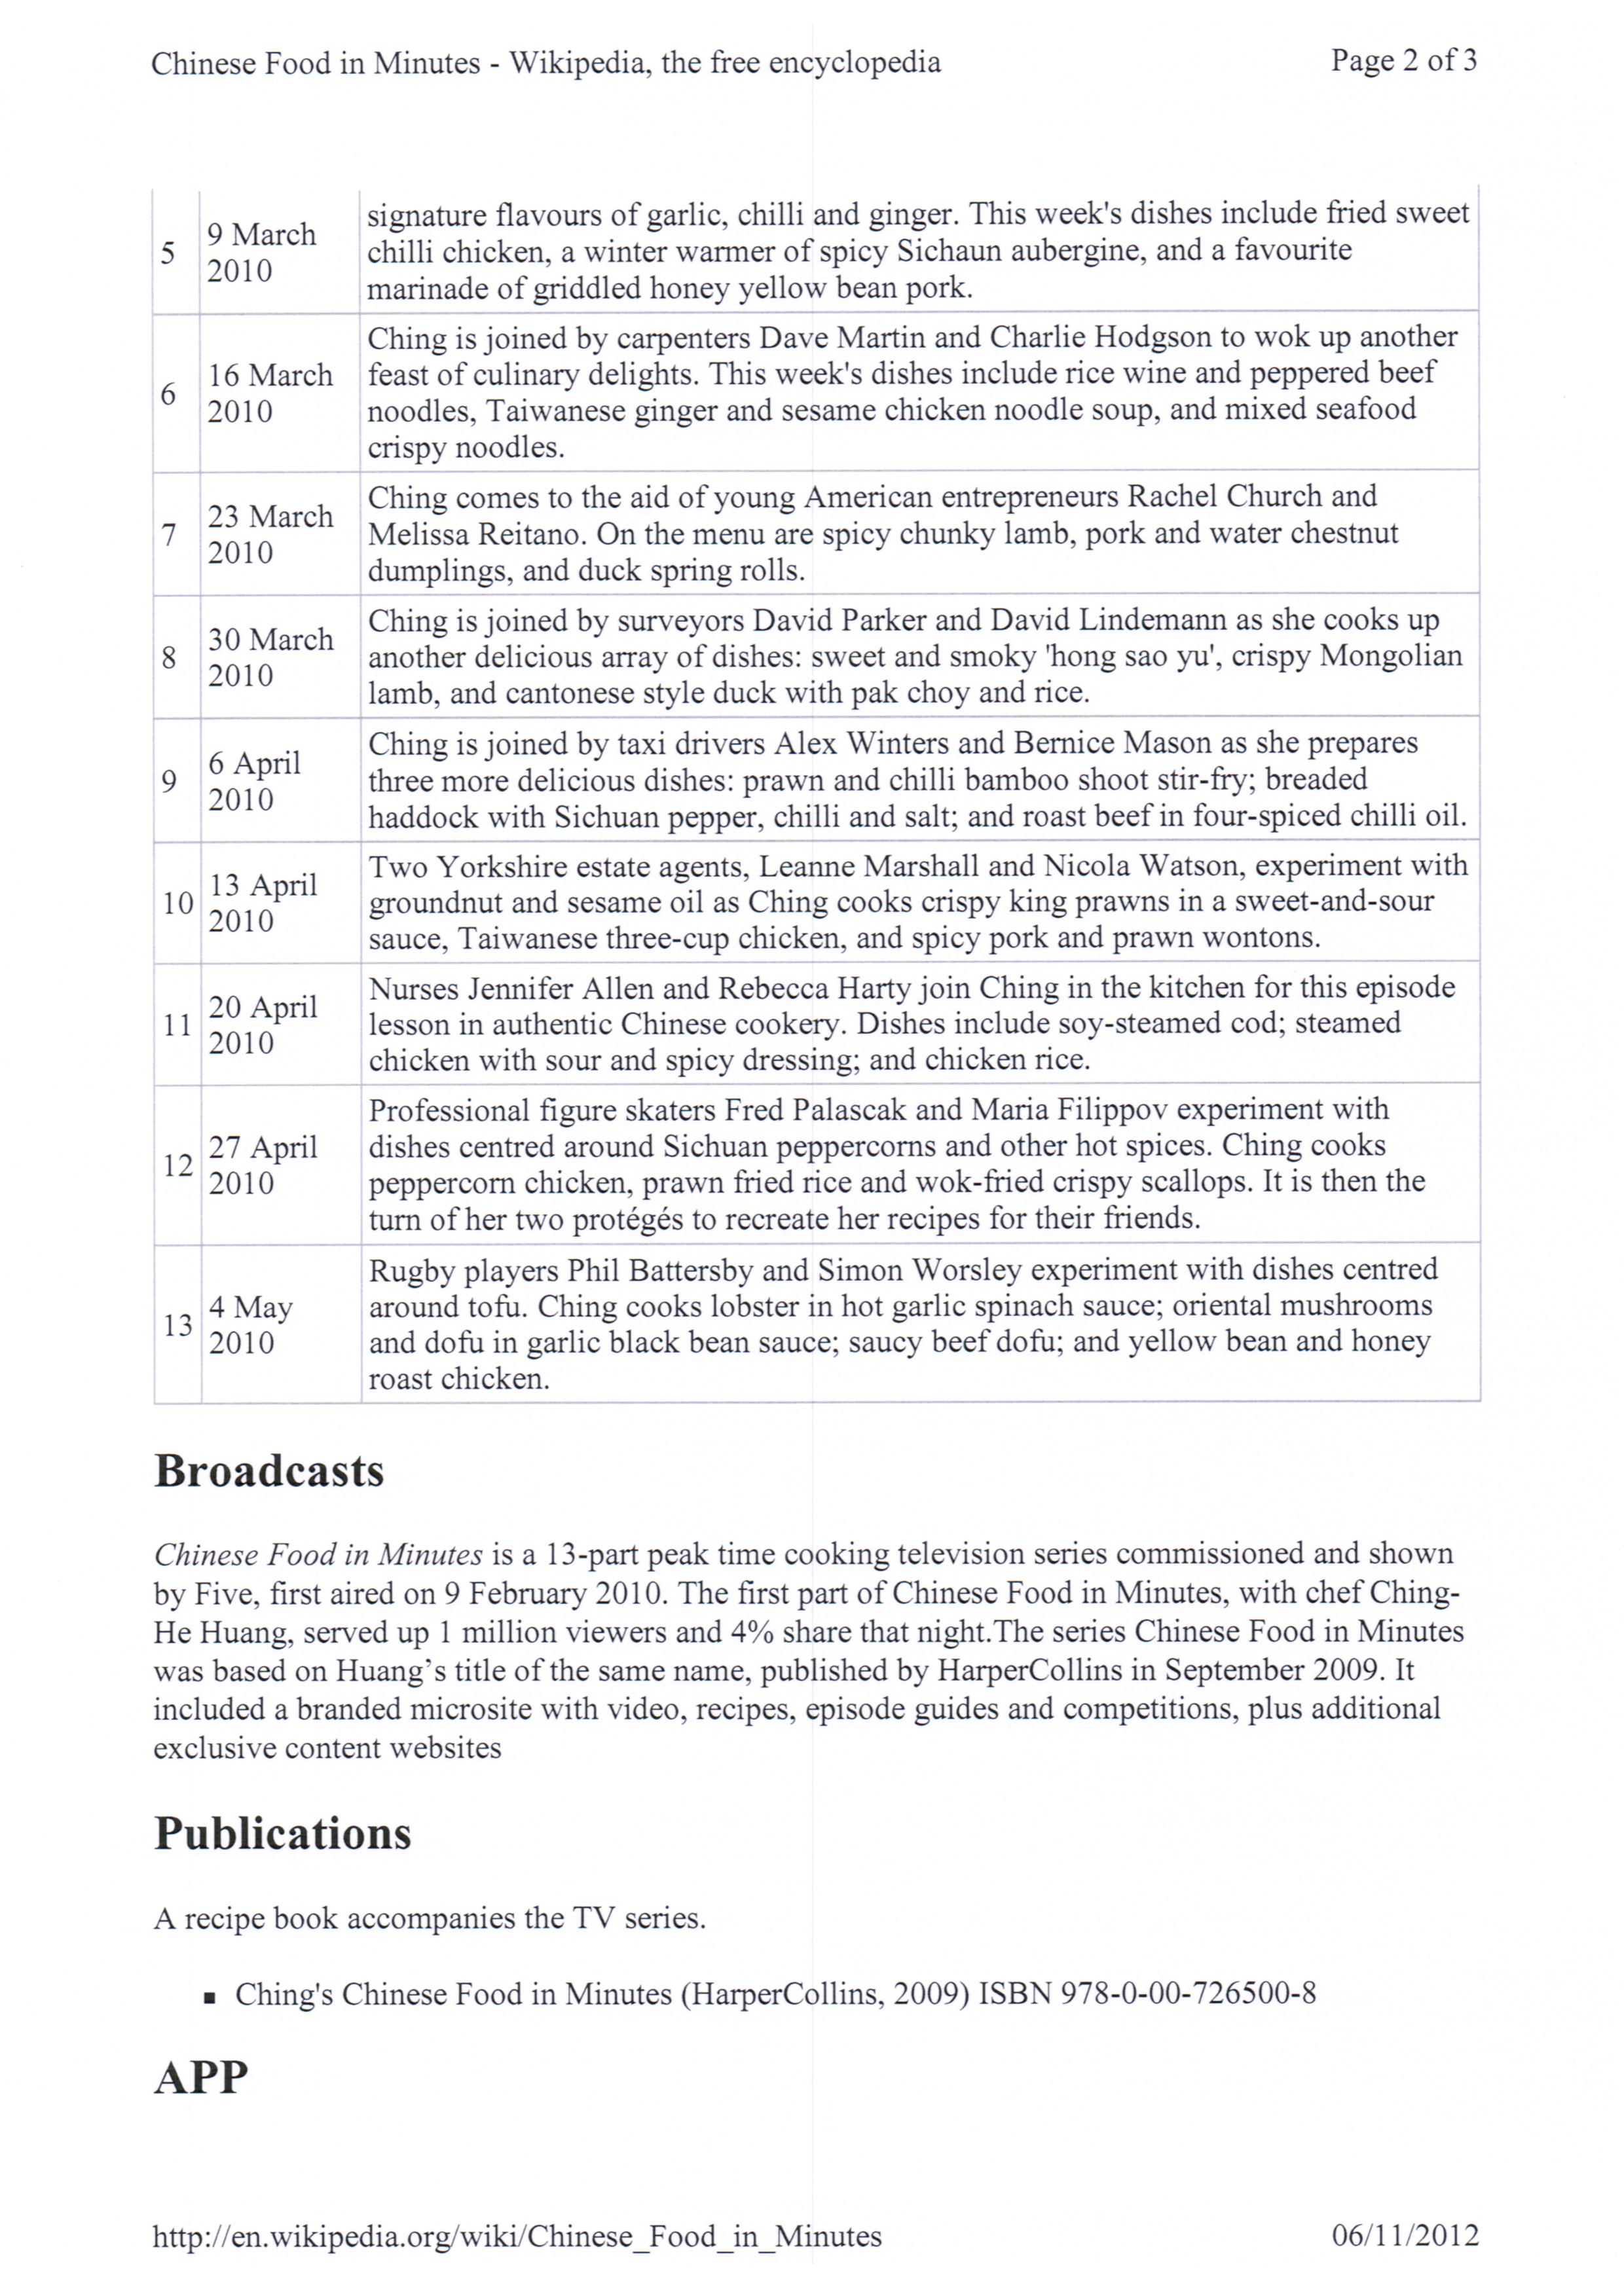 Chinese Food in Minutes - Wikipedia, the free encyclopedia
Page 2 of 3
signature flavours of garlic, chilli and ginger. This week's dishes include fried sweet
5
9 March
2010
chilli chicken, a winter warmer of spicy Sichaun aubergine, and a favourite
marinade of griddled honey yellow bean pork.
6
16 March
2010
Ching is joined by carpenters Dave Martin and Charlie Hodgson to wok up another
feast of culinary delights. This week's dishes include rice wine and peppered beef
noodles, Taiwanese ginger and sesame chicken noodle soup, and mixed seafood
crispy noodles.
7
23 March
2010
Ching comes to the aid of young American entrepreneurs Rachel Church and
Melissa Reitano. On the menu are spicy chunky lamb, pork and water chestnut
dumplings, and duck spring rolls.
8
30 March
2010
Ching is joined by surveyors David Parker and David Lindemann as she cooks up
another delicious array of dishes: sweet and smoky 'hong sao yu', crispy Mongolian
lamb, and cantonese style duck with pak choy and rice.
9
6 April
2010
Ching is joined by taxi drivers Alex Winters and Bernice Mason as she prepares
three more delicious dishes: prawn and chilli bamboo shoot stir-fry; breaded
haddock with Sichuan pepper, chilli and salt; and roast beef in four-spiced chilli oil.
10
13 April
2010
Two Yorkshire estate agents, Leanne Marshall and Nicola Watson, experiment with
groundnut and sesame oil as Ching cooks crispy king prawns in a sweet-and-sour
sauce, Taiwanese three-cup chicken, and spicy pork and prawn wontons.
11
20 April
2010
Nurses Jennifer Allen and Rebecca Harty join Ching in the kitchen for this episode
lesson in authentic Chinese cookery. Dishes include soy-steamed cod; steamed
chicken with sour and spicy dressing; and chicken rice.
12
27 April
2010
Professional figure skaters Fred Palascak and Maria Filippov experiment with
dishes centred around Sichuan peppercorns and other hot spices. Ching cooks
peppercorn chicken, prawn fried rice and wok-fried crispy scallops. It is then the
turn of her two protégés to recreate her recipes for their friends.
13
4 May
2010
Rugby players Phil Battersby and Simon Worsley experiment with dishes centred
around tofu. Ching cooks lobster in hot garlic spinach sauce; oriental mushrooms
and dofu in garlic black bean sauce; saucy beef dofu; and yellow bean and honey
roast chicken.
Broadcasts
Chinese Food in Minutes is a 13-part peak time cooking television series commissioned and shown
by Five, first aired on 9 February 2010. The first part of Chinese Food in Minutes, with chef Ching-
He Huang, served up 1 million viewers and 4% share that night.The series Chinese Food in Minutes
was based on Huang’s title of the same name, published by HarperCollins in September 2009. It
included a branded microsite with video, recipes, episode guides and competitions, plus additional
exclusive content websites
Publications
A recipe book accompanies the TV series.
▪ Ching's Chinese Food in Minutes (HarperCollins, 2009) ISBN 978-0-00-726500-8
APP
http://en.wikipedia.org/wiki/Chinese_Food_in_Minutes
06/11/2012